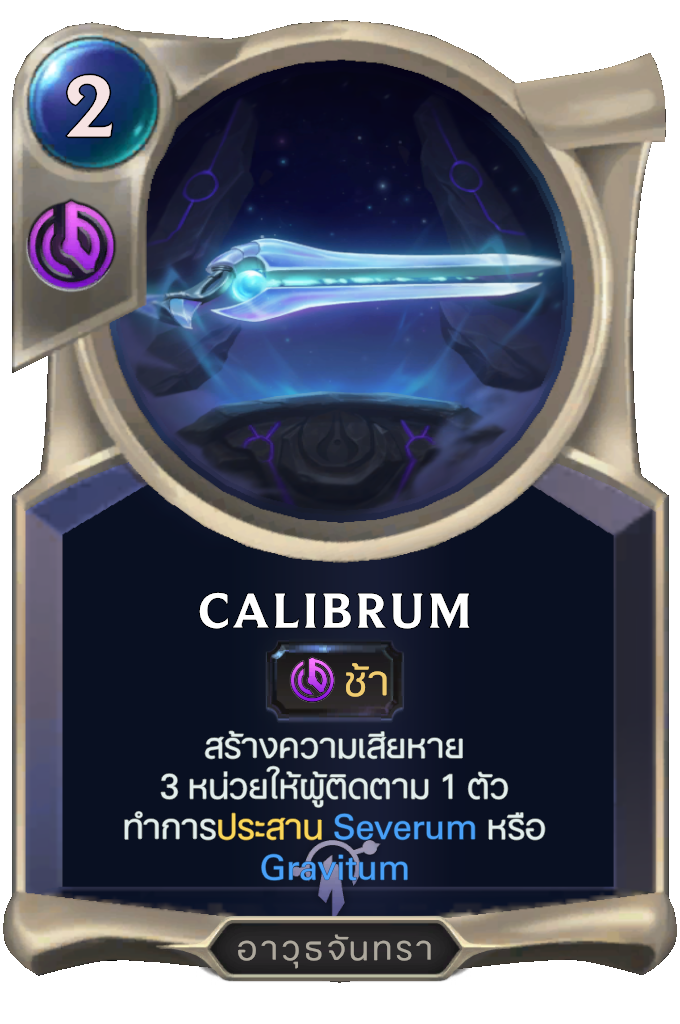 2
CALIBRUM
ช้า
สร้างความเสียหาย
3 หน่วยให้ผู้ติดตาม 1 ตัว
ทำการประสาน Severum หรือ
Gravitum
อาวุธจันทรา